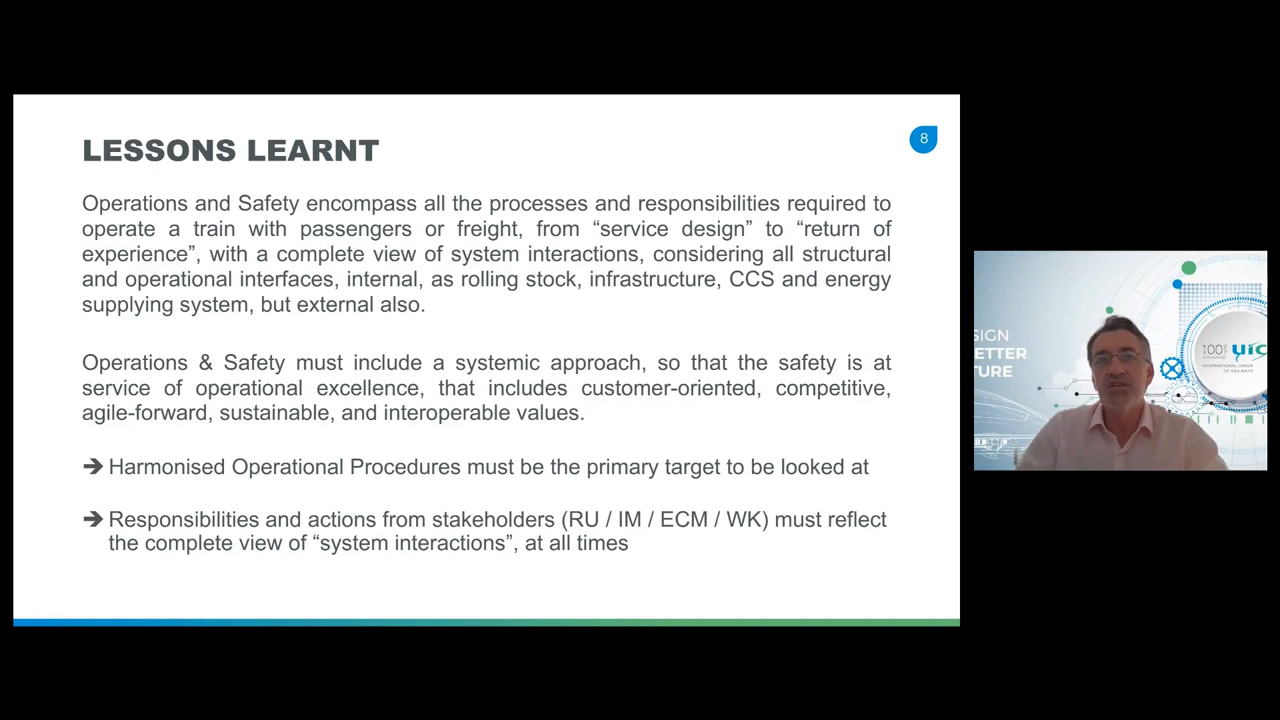 LESSONS LEARNT
8
Operations and Safety encompass all the processes and responsibilities required to
operate a train with passengers or freight, from “service design” to “return of
experience”, with a complete view of system interactions, considering all structural
and operational interfaces, internal, as rolling stock, infrastructure, CCS and energy
supplying system, but external also.
Operations & Safety must include a systemic approach, so that the safety is at
service of operational excellence, that includes customer-oriented, competitive,
agile-forward, sustainable, and interoperable values.
➔ Harmonised Operational Procedures must be the primary target to be looked at
➔ Responsibilities and actions from stakeholders (RU / IM / ECM / WK) must reflect
the complete view of “system interactions”, at all times
SIGN
ETTER
TURE
100
uic
INTERNATIONAL UNION
OF RAILWAYS